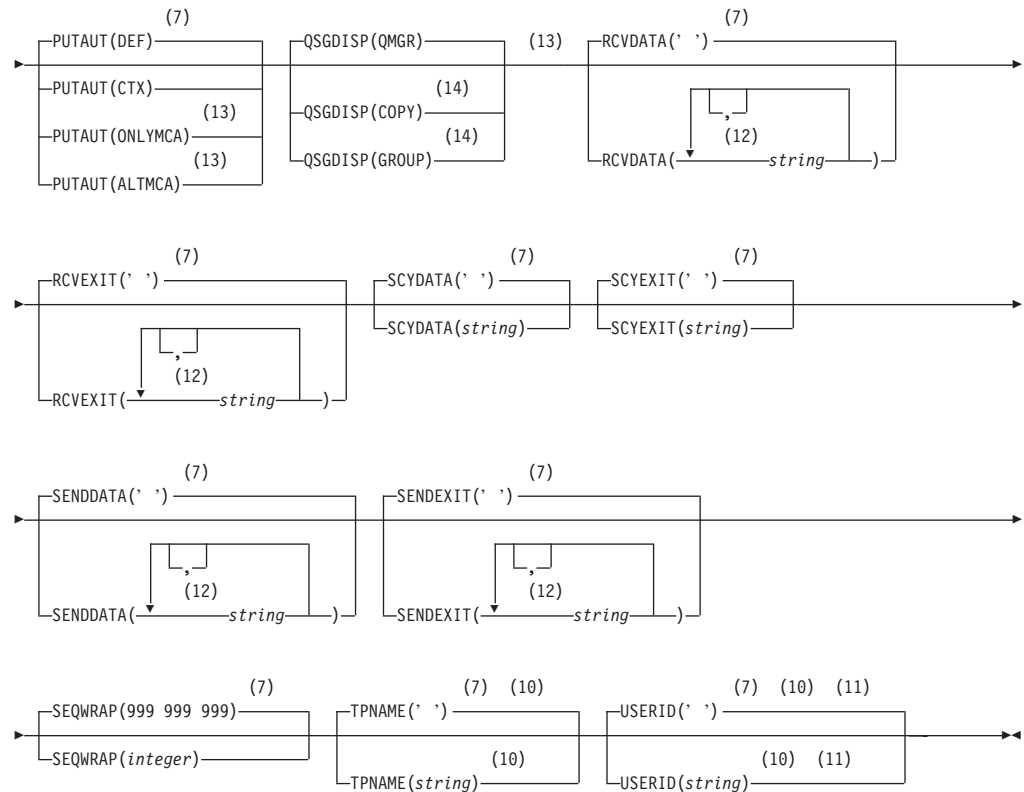 (7) (7)
PUTAUT(DEF) QSGDISP(QMGR) (13) RCVDATA(' ')
PUTAUT(CTX) (14) ,
(13) QSGDISP(COPY) (12)
PUTAUT(ONLYMCA) (14)
(13) QSGDISP(GROUP) RCVDATA( string )
PUTAUT(ALTMCA)
(7) (7) (7)
RCVEXIT(' ') SCYDATA(' ') SCYEXIT(' ')
SCYDATA(string) SCYEXIT(string)
,
(12)
RCVEXIT( string )
(7) (7)
SENDDATA(' ') SENDEXIT(' ')
, ,
(12) (12)
SENDDATA( string ) SENDEXIT( string )
(7) (7) (10) (7) (10) (11)
SEQWRAP(999 999 999) TPNAME(' ') USERID(' ')
SEQWRAP(integer) (10) (10) (11)
TPNAME(string) USERID(string)